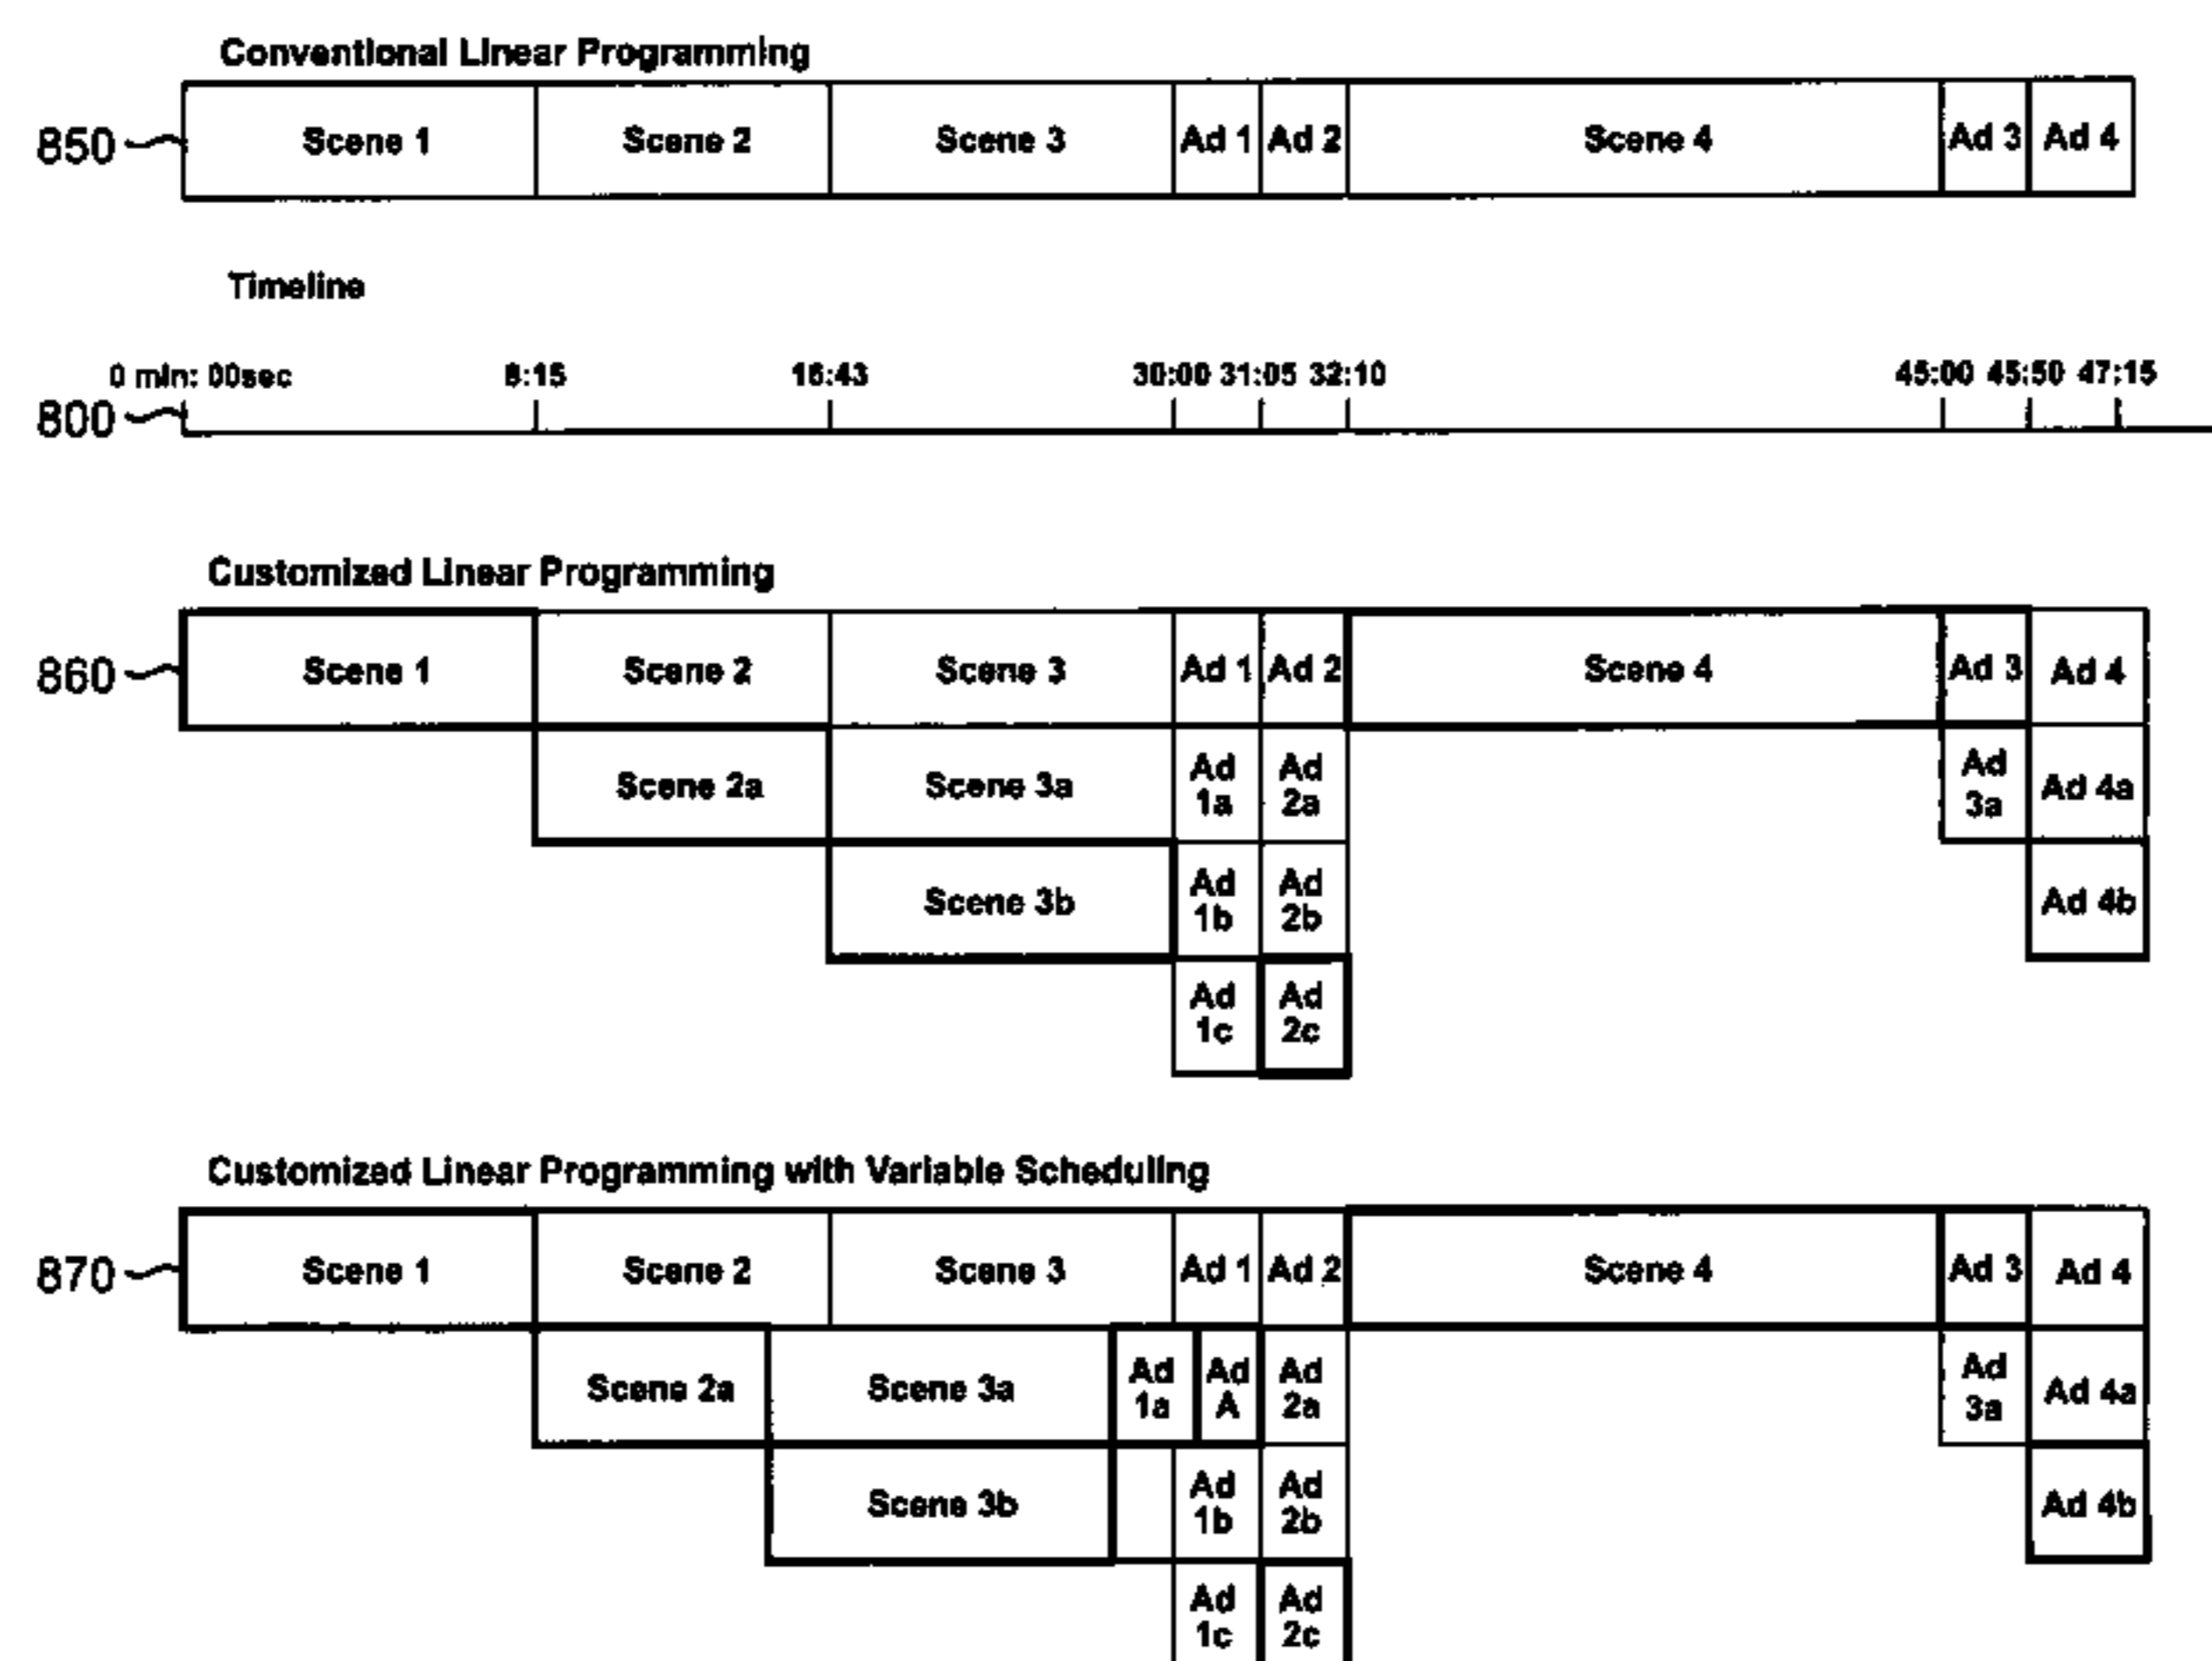 Conventional Linear Programming
850 Scene 1 Scene 2 Scene 3 Ad 1 Ad 2 Scene 4 Ad 3 Ad 4
Timeline
0 min: 00sec 8:15 16:43 30:00 31:05 32:10 45:00 45:50 47:15
800
Customized Linear Programming
860 Scene 1 Scene 2 Scene 3 Ad 1 Ad 2 Scene 4 Ad 3 Ad 4
Scene 2a Scene 3a Ad 1a Ad 2a Ad 3a Ad 4a
Scene 3b Ad 1b Ad 2b Ad 4b
Ad 1c Ad 2c
Customized Linear Programming with Variable Scheduling
870 Scene 1 Scene 2 Scene 3 Ad 1 Ad 2 Scene 4 Ad 3 Ad 4
Scene 2a Scene 3a Ad 1a Ad A Ad 2a Ad 3a Ad 4a
Scene 3b Ad 1b Ad 2b Ad 4b
Ad 1c Ad 2c